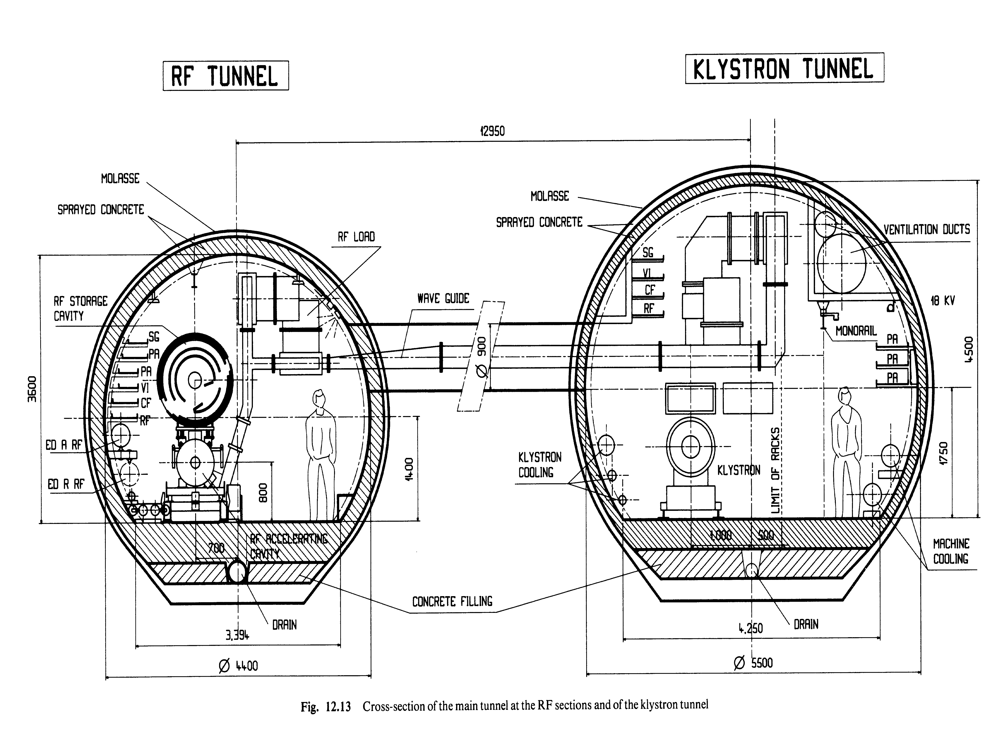 RF TUNNEL
KLYSTRON TUNNEL
12950
MOLASSE
SPRAYED CONCRETE
RF LOAD
RF STORAGE
CAVITY
WAVE GUIDE
SG
PA
PA
VI
CF
RF
3600
ED A RF
ED R RF
800
1400
Ø 900
700
RF ACCELERATING
CAVITY
DRAIN
3,394
Ø 4400
CONCRETE FILLING
MOLASSE
SPRAYED CONCRETE
SG
VI
CF
RF
VENTILATION DUCTS
18 KV
MONORAIL
PA
PA
PA
4500
1750
KLYSTRON
COOLING
KLYSTRON
LIMIT OF RACKS
1,000
500
MACHINE
COOLING
DRAIN
4,250
Ø 5500
Fig. 12.13 Cross-section of the main tunnel at the RF sections and of the klystron tunnel